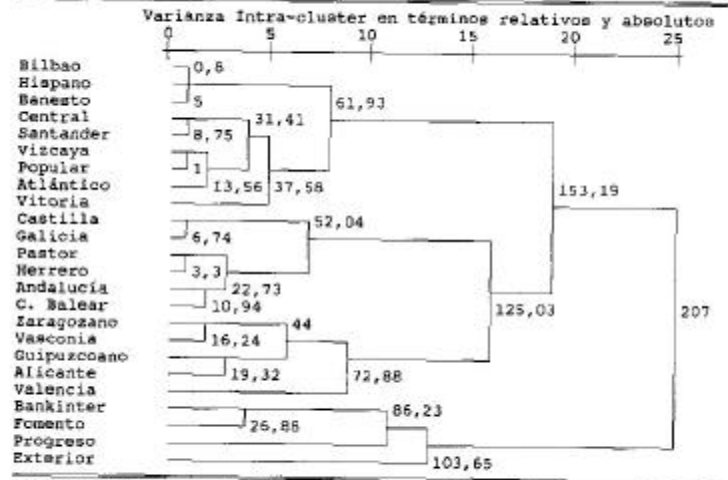 Varianza Intra-cluster en términos relativos y absolutos
0 5 10 15 20 25
Bilbao 0,8
Hispano
Banesto 5 61,93
Central 31,41
Santander 8,75
Vizcaya
Popular 1
Atlántico 13,56 37,58 153,19
Vitoria
Castilla 52,04
Galicia 6,74
Pastor
Herrero 3,3
Andalucía 22,73
C. Balear 10,94 125,03 207
Zaragozano 44
Vasconia 16,24
Guipuzcoano
Alicante 19,32 72,88
Valencia
Bankinter 86,23
Fomento 26,88
Progreso
Exterior 103,65